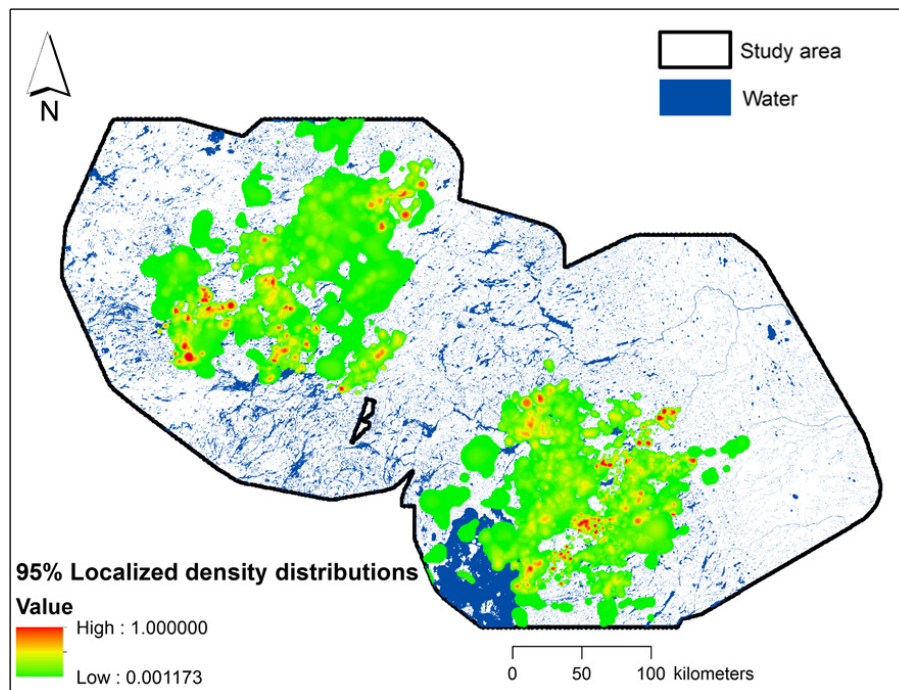 N
Study area
Water
95% Localized density distributions
Value
High : 1.000000
Low : 0.001173
0 50 100 kilometers